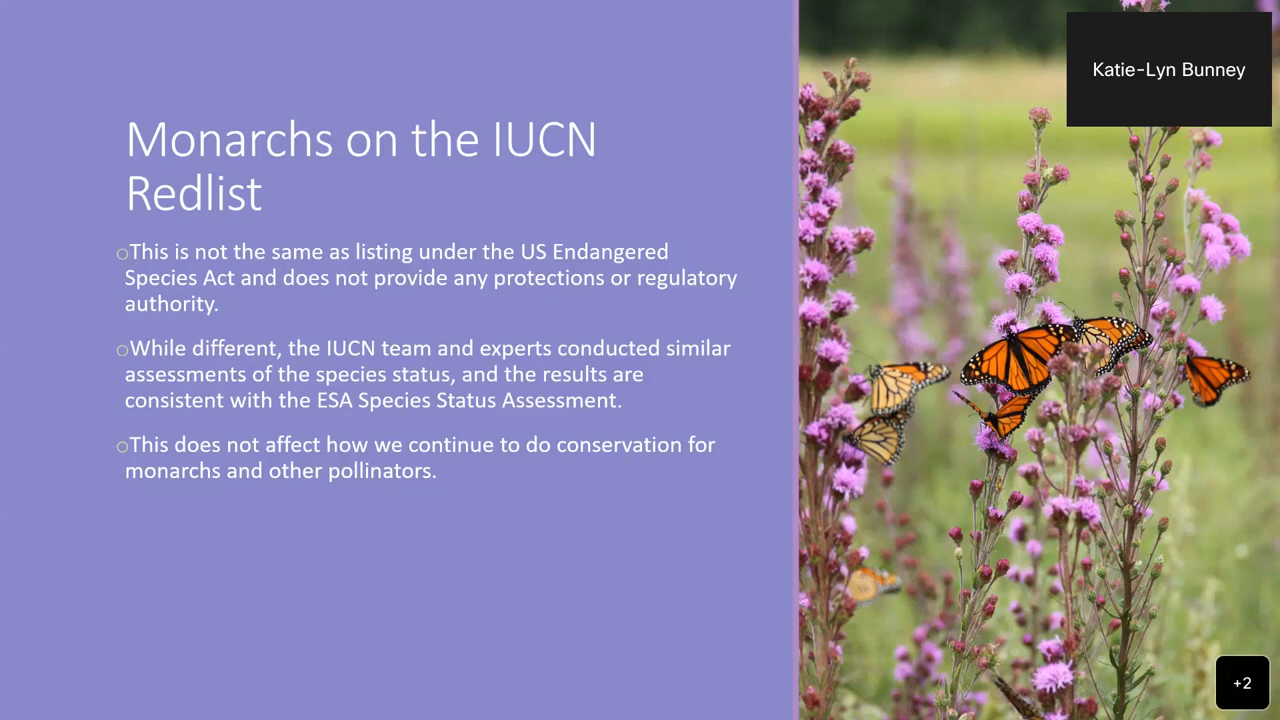 Katie-Lyn Bunney
Monarchs on the IUCN
Redlist
○This is not the same as listing under the US Endangered
Species Act and does not provide any protections or regulatory
authority.
○While different, the IUCN team and experts conducted similar
assessments of the species status, and the results are
consistent with the ESA Species Status Assessment.
○This does not affect how we continue to do conservation for
monarchs and other pollinators.
+2